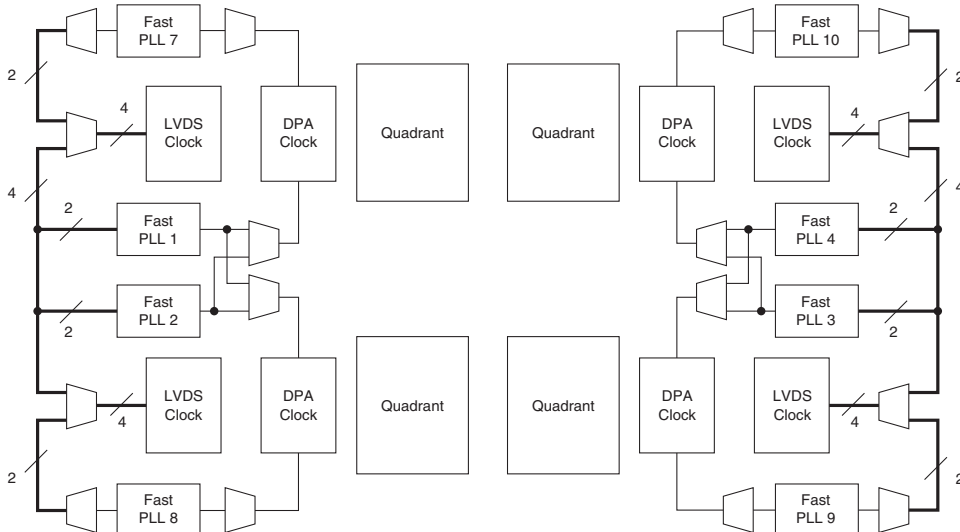 Fast
PLL 7
Fast
PLL 10
2
2
4
LVDS
Clock
DPA
Clock
Quadrant
Quadrant
DPA
Clock
LVDS
Clock
4
4
4
2
Fast
PLL 1
Fast
PLL 4
2
2
Fast
PLL 2
Fast
PLL 3
2
LVDS
Clock
4
DPA
Clock
Quadrant
Quadrant
DPA
Clock
LVDS
Clock
4
2
2
Fast
PLL 8
Fast
PLL 9